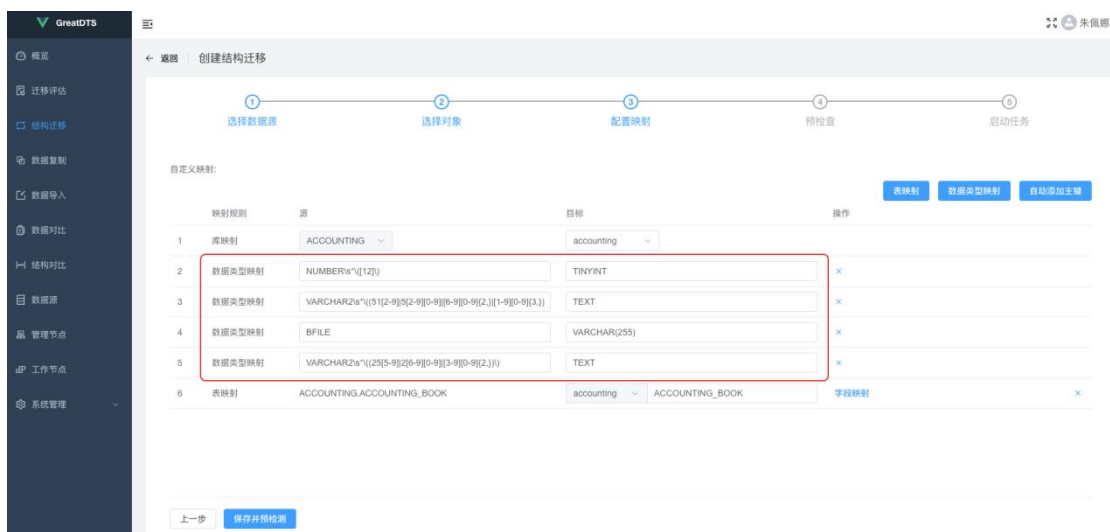 GreatDTS
朱佩娜
概览
← 返回 创建结构迁移
迁移评估
1 2 3 4 5
选择数据源 选择对象 配置映射 预检查 启动任务
结构迁移
数据复制
自定义映射:
表映射 数据类型映射 自动添加主键
数据导入
映射规则 源 目标 操作
数据对比
1 库映射 ACCOUNTING accounting
结构对比
2 数据类型映射 NUMBER\s*\([12]\) TINYINT ×
数据源
3 数据类型映射 VARCHAR2\s*\((51[2-9]|5[2-9][0-9]|[6-9][0-9]{2,}|[1-9][0-9]{3,}) TEXT ×
管理节点
4 数据类型映射 BFILE VARCHAR(255) ×
工作节点
5 数据类型映射 VARCHAR2\s*\((25[5-9]|2[6-9][0-9]|[3-9][0-9]{2,})\) TEXT ×
系统管理
6 表映射 ACCOUNTING.ACCOUNTING_BOOK accounting ACCOUNTING_BOOK 字段映射 ×
上一步 保存并预检测